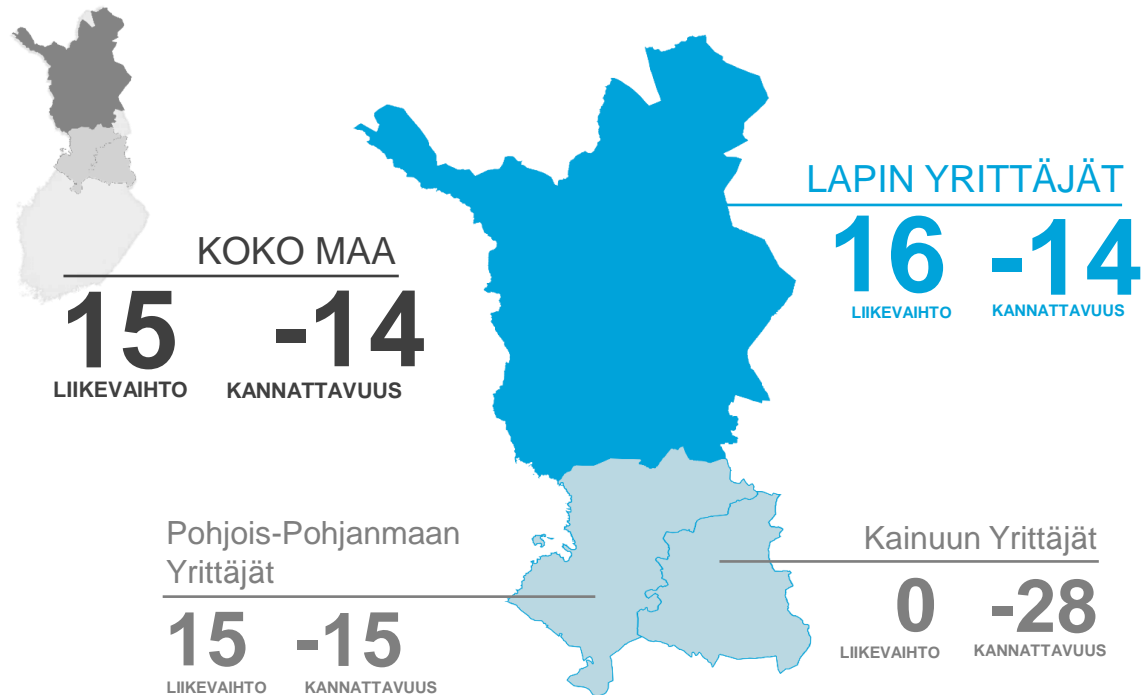 KOKO MAA
15 -14
LIIKEVAIHTO KANNATTAVUUS
LAPIN YRITTÄJÄT
16 -14
LIIKEVAIHTO KANNATTAVUUS
Pohjois-Pohjanmaan
Yrittäjät
15 -15
LIIKEVAIHTO KANNATTAVUUS
Kainuun Yrittäjät
0 -28
LIIKEVAIHTO KANNATTAVUUS